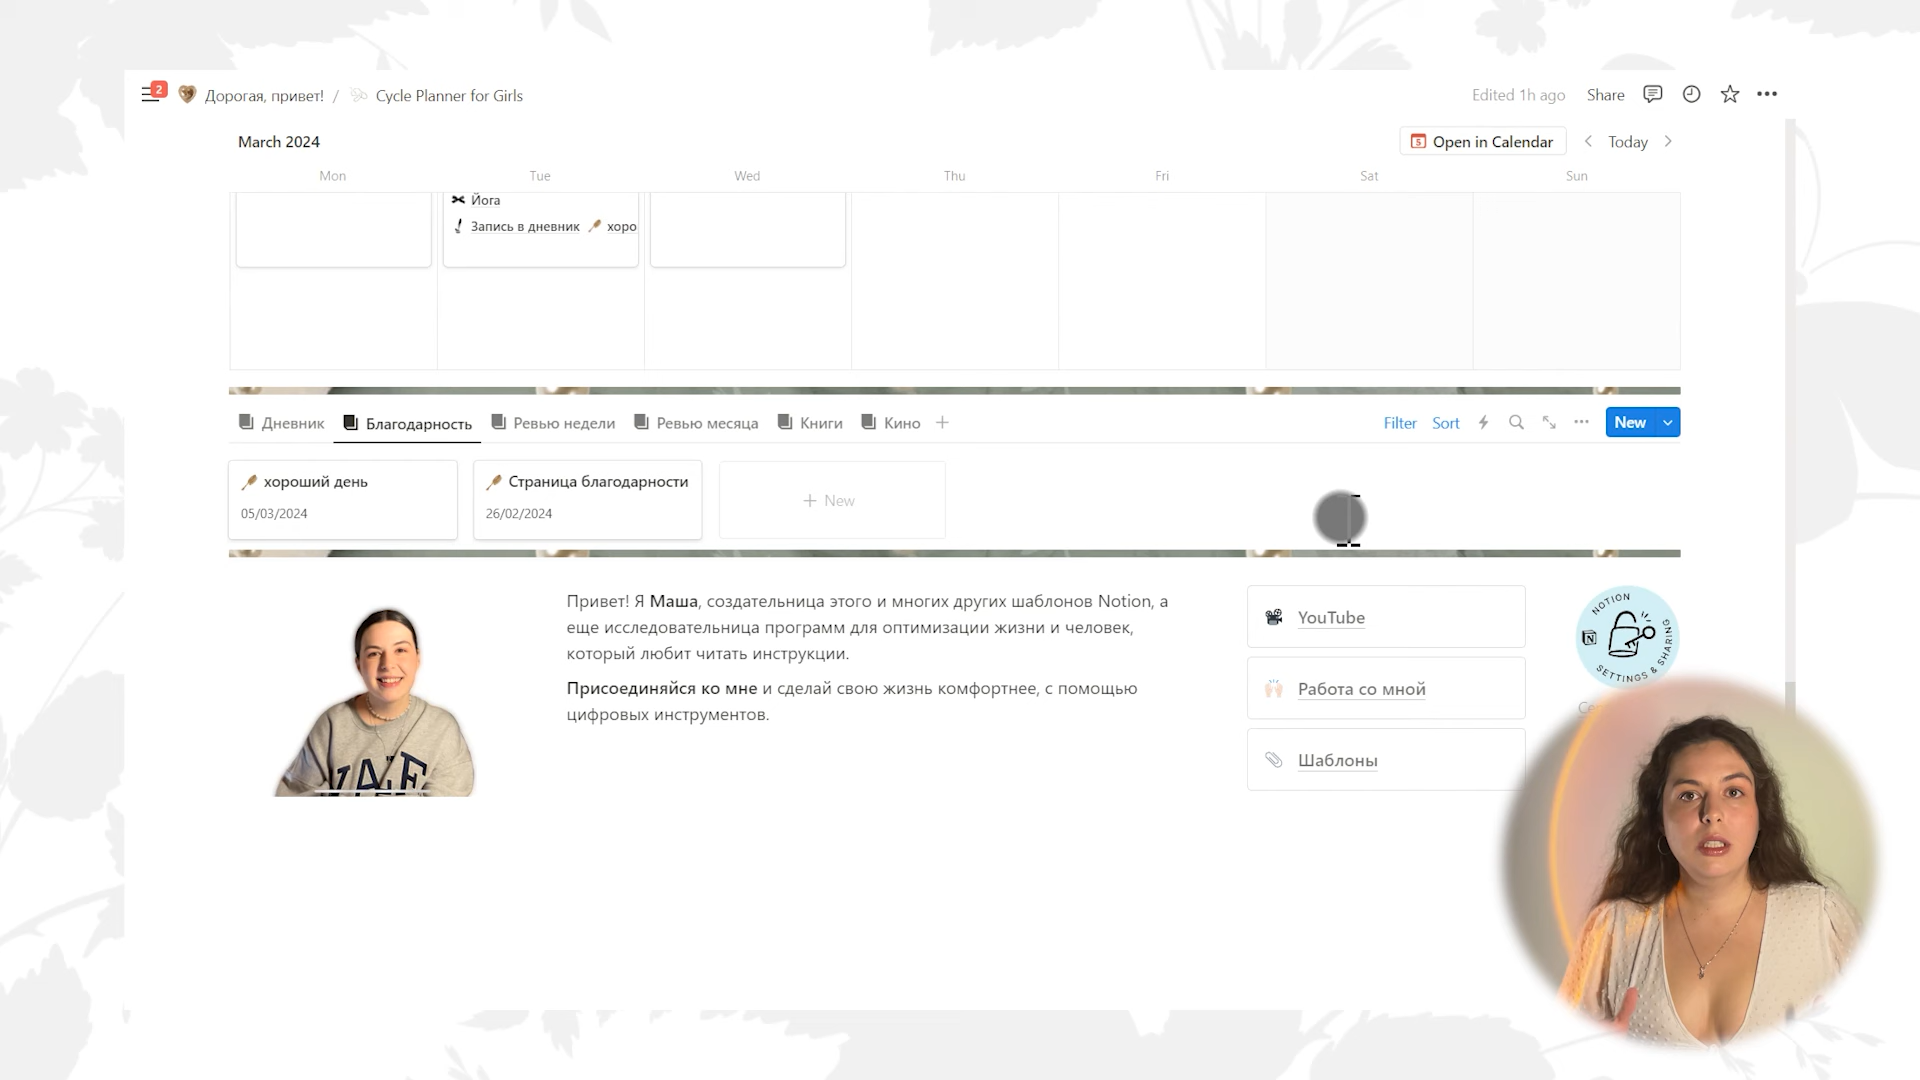 2
Дорогая, привет! / Cycle Planner for Girls
Edited 1h ago Share
March 2024
Open in Calendar
Today
Mon Tue Wed Thu Fri Sat Sun
Йога
Запись в дневник хоро
Дневник Благодарность Ревью недели Ревью месяца Книги Кино
Filter Sort New
хороший день
05/03/2024
Страница благодарности
26/02/2024
+ New
Привет! Я Маша, создательница этого и многих других шаблонов Notion, а
еще исследовательница программ для оптимизации жизни и человек,
который любит читать инструкции.
Присоединяйся ко мне и сделай свою жизнь комфортнее, с помощью
цифровых инструментов.
YALE
YouTube
Работа со мной
Шаблоны
NOTION
SETTINGS & SHARING